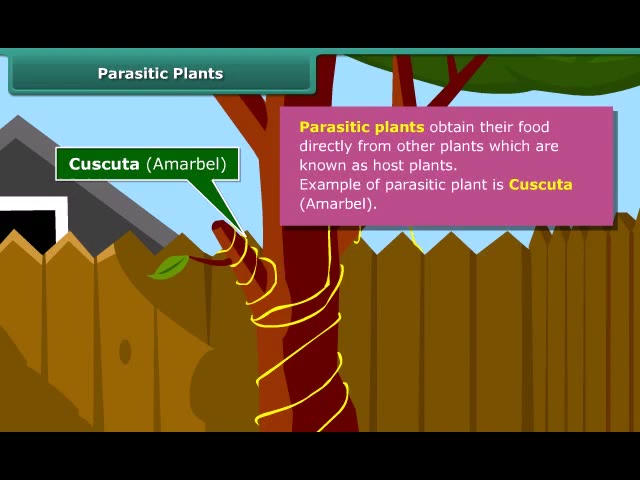 Parasitic Plants
Parasitic plants obtain their food
directly from other plants which are
known as host plants.
Example of parasitic plant is Cuscuta
(Amarbel).
Cuscuta (Amarbel)